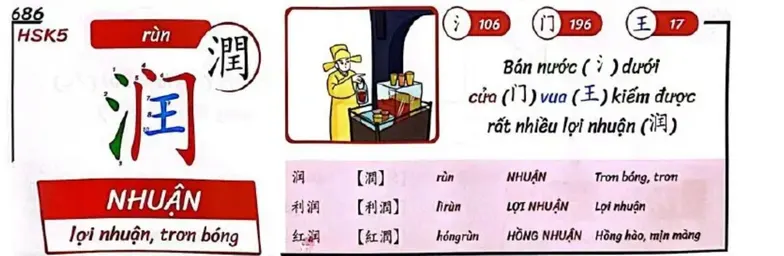 686
HSK5
rùn
潤
润
NHUẬN
lợi nhuận, trơn bóng
氵 106 门 196 王 17
Bán nước (氵) dưới
cửa (门) vua (王) kiếm được
rất nhiều lợi nhuận (润)
润 【潤】 rùn NHUẬN Trơn bóng, trơn
利润 【利潤】 lìrùn LỢI NHUẬN Lợi nhuận
红润 【紅潤】 hóngrùn HỒNG NHUẬN Hồng hào, mịn màng